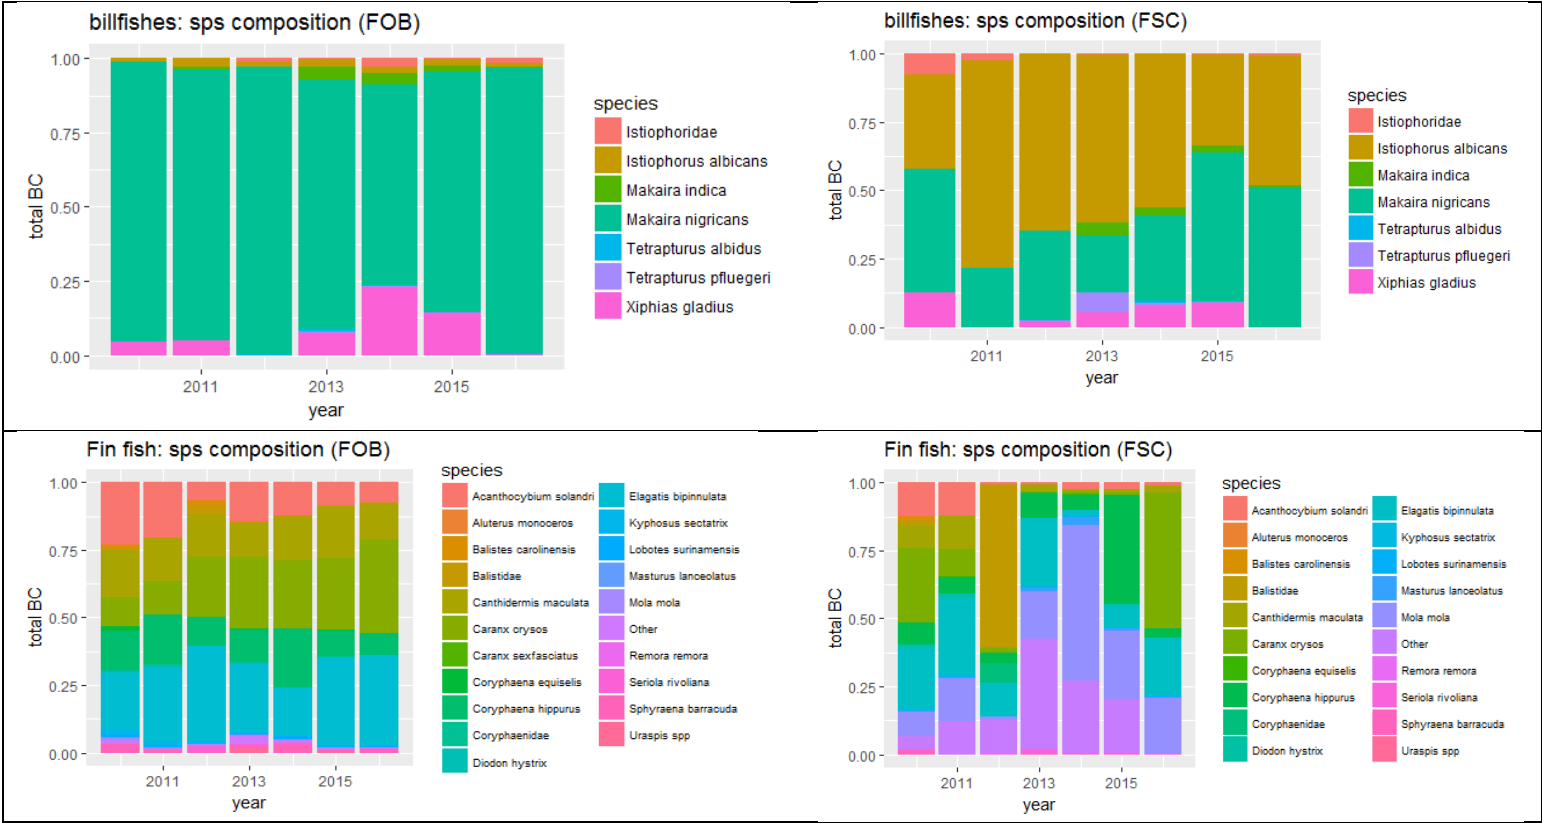 billfishes: sps composition (FOB)
1.00
0.75
0.50
0.25
0.00
total BC
2011
2013
2015
year
species
Istiophoridae
Istiophorus albicans
Makaira indica
Makaira nigricans
Tetrapturus albidus
Tetrapturus pfluegeri
Xiphias gladius
billfishes: sps composition (FSC)
1.00
0.75
0.50
0.25
0.00
total BC
2011
2013
2015
year
species
Istiophoridae
Istiophorus albicans
Makaira indica
Makaira nigricans
Tetrapturus albidus
Tetrapturus pfluegeri
Xiphias gladius
Fin fish: sps composition (FOB)
1.00
0.75
0.50
0.25
0.00
total BC
2011
2013
2015
year
species
Acanthocybium solandri
Aluterus monoceros
Balistes carolinensis
Balistidae
Canthidermis maculata
Caranx crysos
Caranx sexfasciatus
Coryphaena equiselis
Coryphaena hippurus
Coryphaenidae
Diodon hystrix
Elagatis bipinnulata
Kyphosus sectatrix
Lobotes surinamensis
Masturus lanceolatus
Mola mola
Other
Remora remora
Seriola rivoliana
Sphyraena barracuda
Uraspis spp
Fin fish: sps composition (FSC)
1.00
0.75
0.50
0.25
0.00
total BC
2011
2013
2015
year
species
Acanthocybium solandri
Aluterus monoceros
Balistes carolinensis
Balistidae
Canthidermis maculata
Caranx crysos
Coryphaena equiselis
Coryphaena hippurus
Coryphaenidae
Diodon hystrix
Elagatis bipinnulata
Kyphosus sectatrix
Lobotes surinamensis
Masturus lanceolatus
Mola mola
Other
Remora remora
Seriola rivoliana
Sphyraena barracuda
Uraspis spp